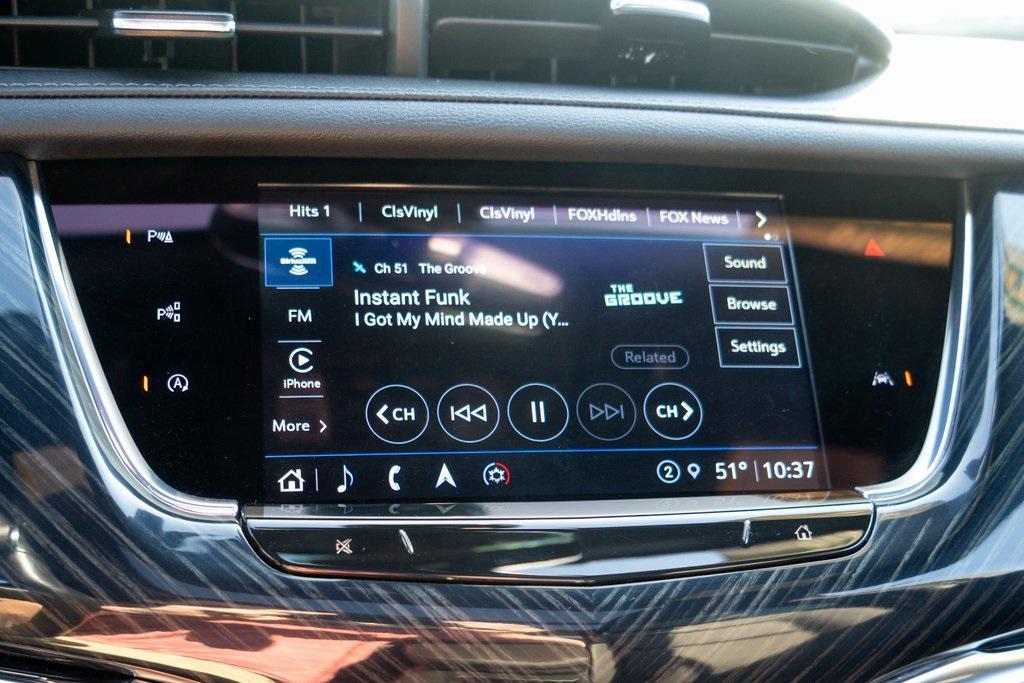 Hits 1 | ClsVinyl | ClsVinyl | FOXHdlns | FOX News
P
SiriusXM
Ch 51 The Groove
Sound
Instant Funk
I Got My Mind Made Up (Y...
THE
GROOVE
Browse
P
FM
Related
Settings
A
iPhone
CH
CH
More
2
51° | 10:37